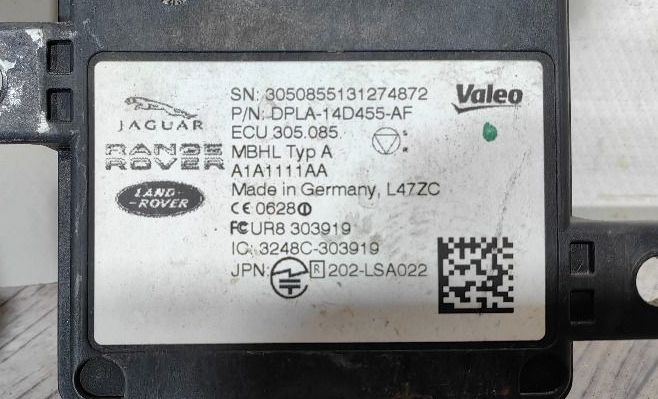 SN: 3050855131274872
Valeo
P/N: DPLA-14D455-AF
JAGUAR
ECU 305.085.
RANGE
ROVER
MBHL Typ A
A1A1111AA
LAND-
-ROVER
Made in Germany, L47ZC
CE 0628
FC UR8 303919
IC: 3248C-303919
JPN: R 202-LSA022